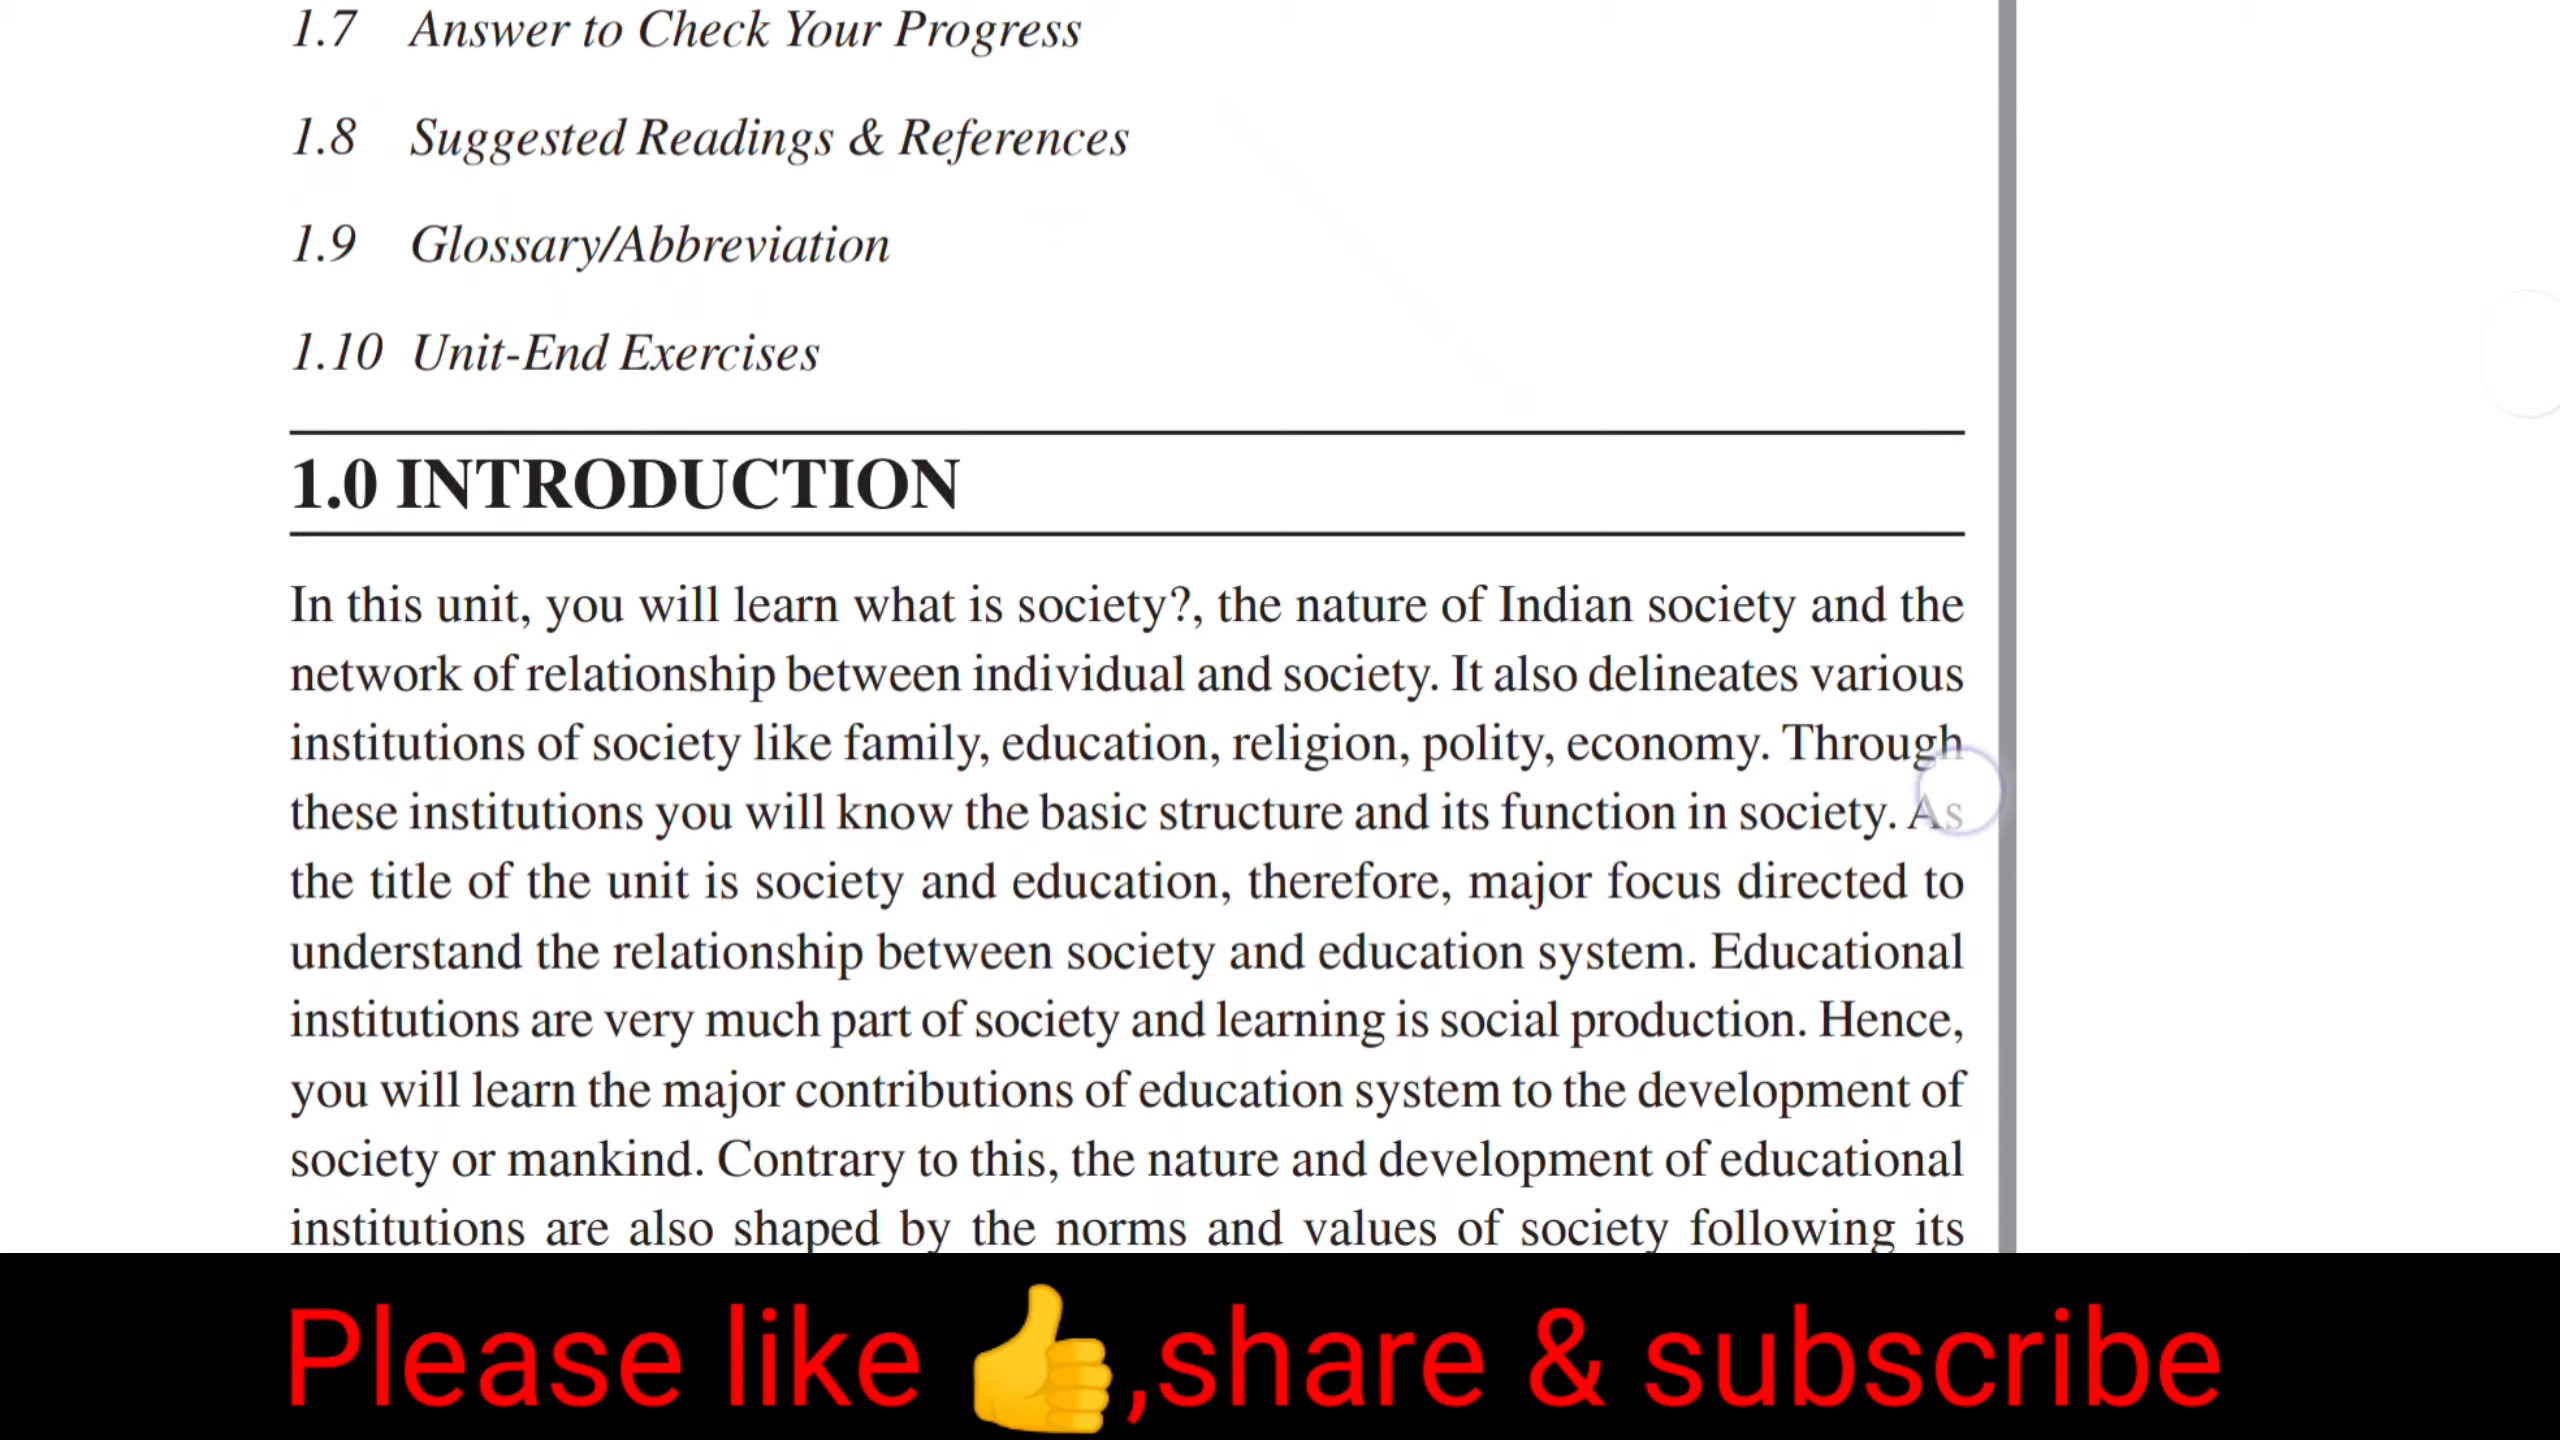 1.7 Answer to Check Your Progress
1.8 Suggested Readings & References
1.9 Glossary/Abbreviation
1.10 Unit-End Exercises
1.0 INTRODUCTION
In this unit, you will learn what is society?, the nature of Indian society and the
network of relationship between individual and society. It also delineates various
institutions of society like family, education, religion, polity, economy. Through
these institutions you will know the basic structure and its function in society. As
the title of the unit is society and education, therefore, major focus directed to
understand the relationship between society and education system. Educational
institutions are very much part of society and learning is social production. Hence,
you will learn the major contributions of education system to the development of
society or mankind. Contrary to this, the nature and development of educational
institutions are also shaped by the norms and values of society following its
Please like 👍,share & subscribe